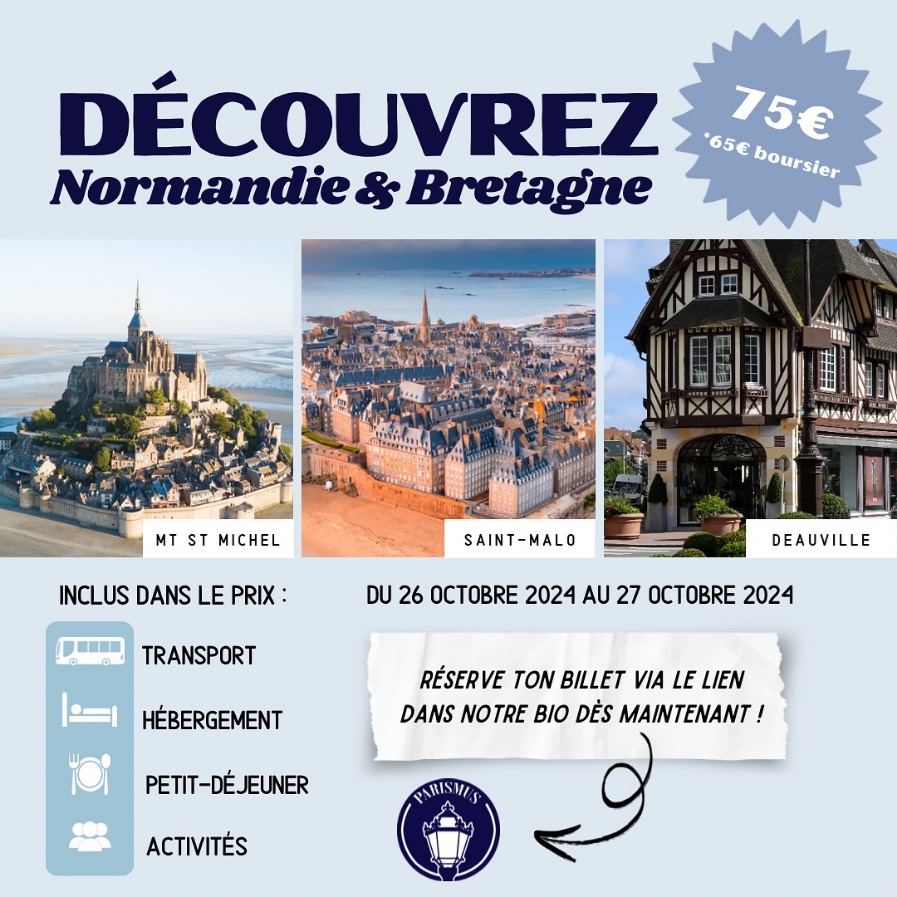 DÉCOUVREZ
Normandie & Bretagne
75€
*65€ boursier
MT ST MICHEL
SAINT-MALO
DEAUVILLE
INCLUS DANS LE PRIX :
TRANSPORT
HÉBERGEMENT
PETIT-DÉJEUNER
ACTIVITÉS
DU 26 OCTOBRE 2024 AU 27 OCTOBRE 2024
RÉSERVE TON BILLET VIA LE LIEN
DANS NOTRE BIO DÈS MAINTENANT !
PARISMUS